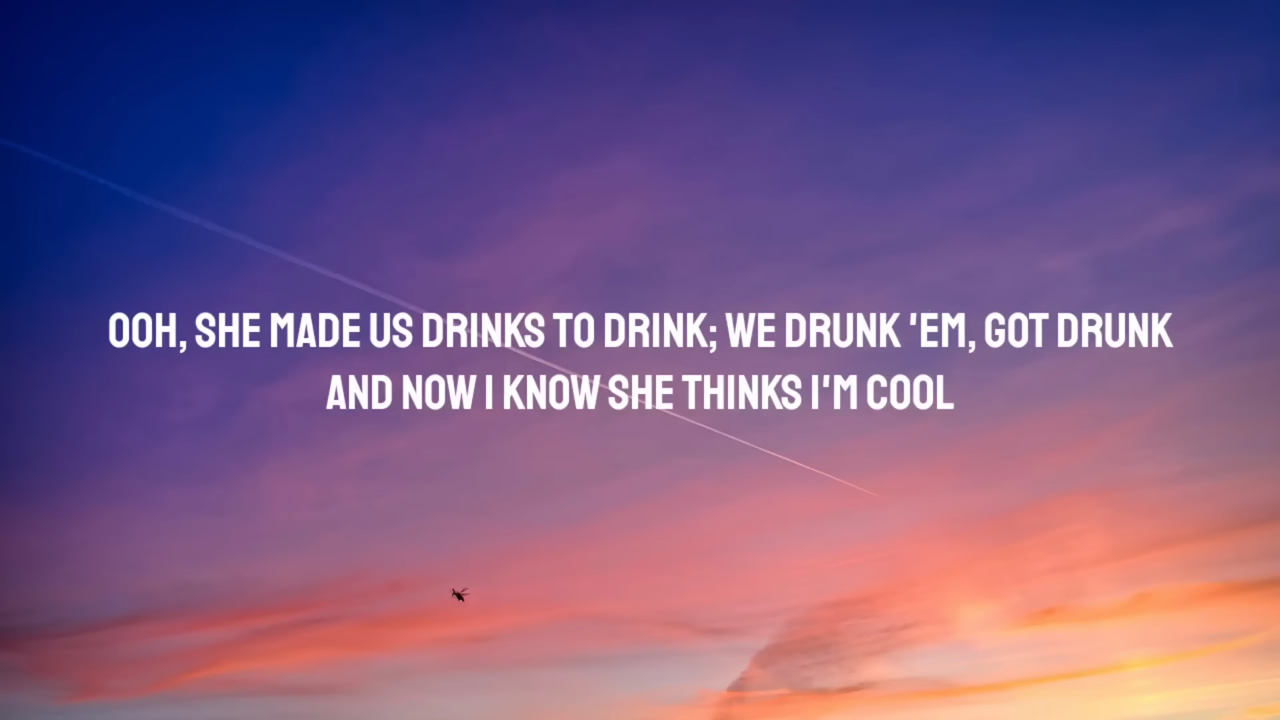 OOH, SHE MADE US DRINKS TO DRINK; WE DRUNK 'EM, GOT DRUNK
AND NOW I KNOW SHE THINKS I'M COOL